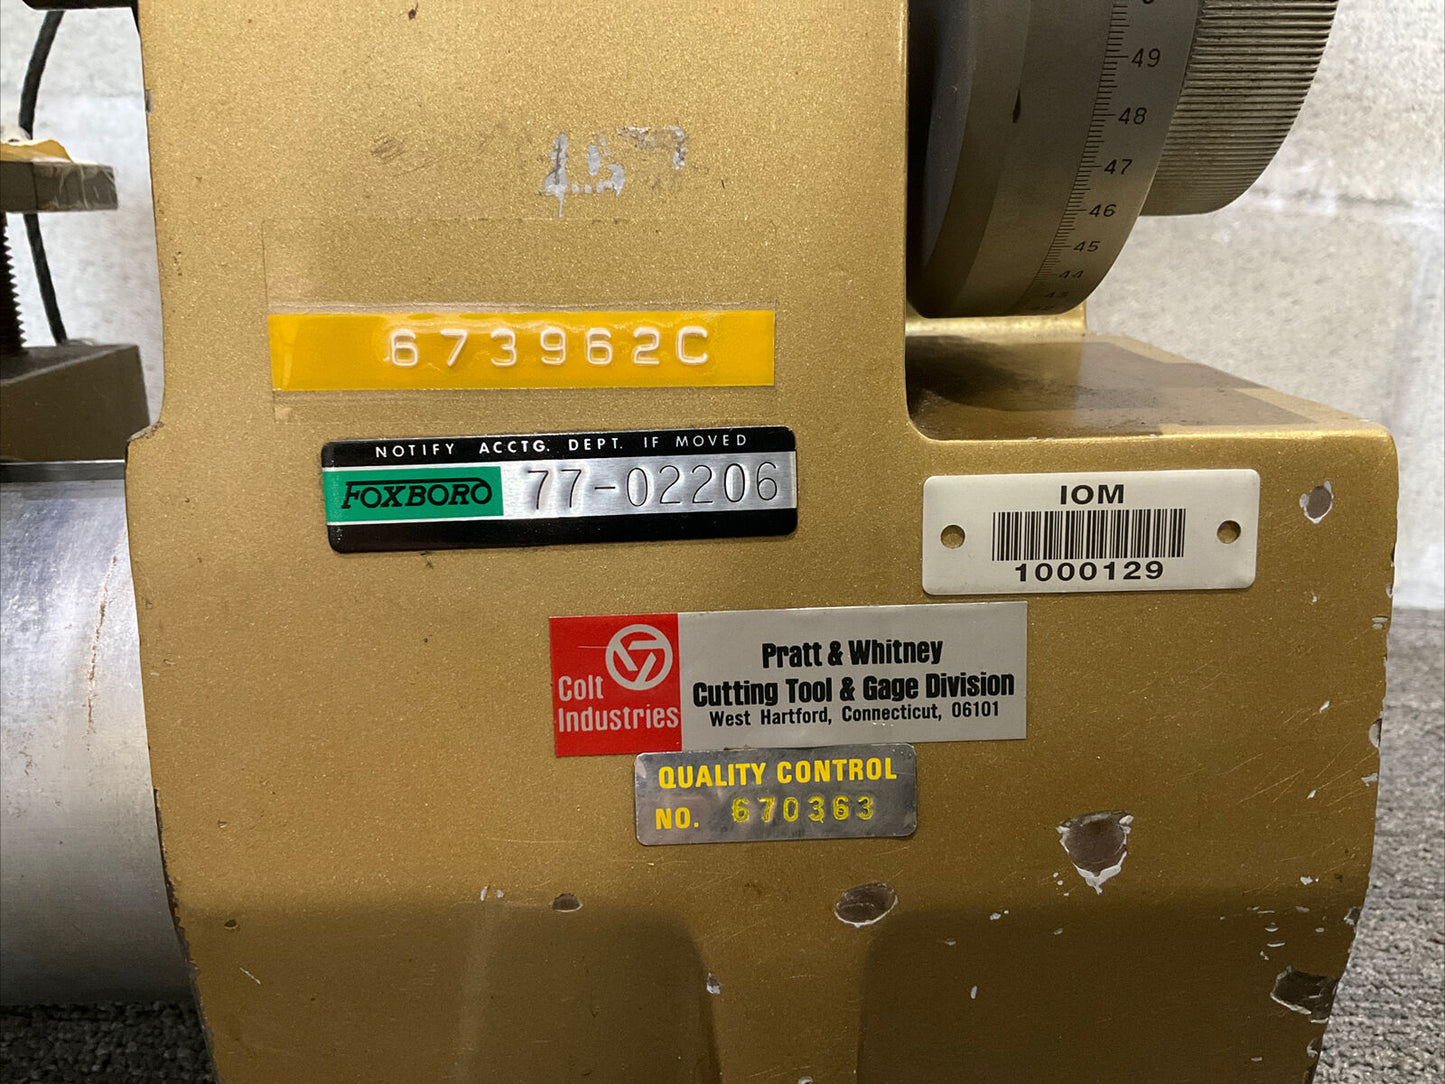 49
48
47
46
45
44
43
673962C
NOTIFY ACCTG. DEPT. IF MOVED
FOXBORO 77-02206
IOM
1000129
Colt
Industries
Pratt & Whitney
Cutting Tool & Gage Division
West Hartford, Connecticut, 06101
QUALITY CONTROL
NO. 670363